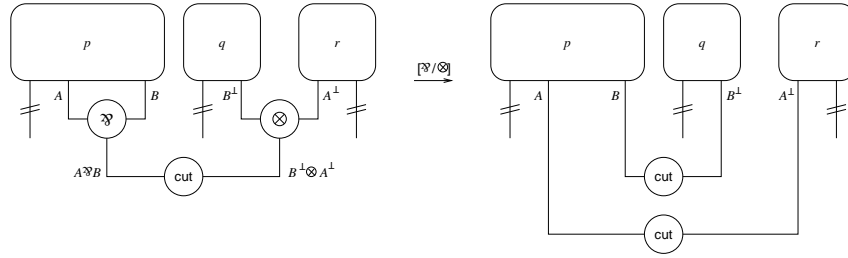 p q r [⅋/⊗] p q r
A B B⊥ A⊥ A B B⊥ A⊥
⅋ ⊗
A⅋B cut B⊥⊗A⊥ cut
cut